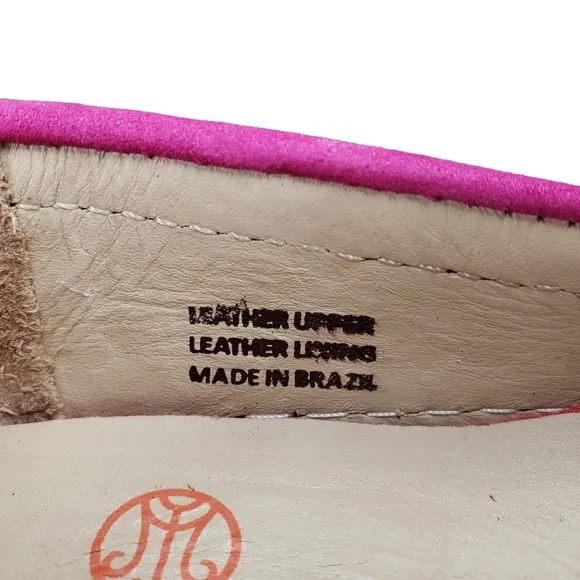 LEATHER UPPER
LEATHER LINING
MADE IN BRAZIL